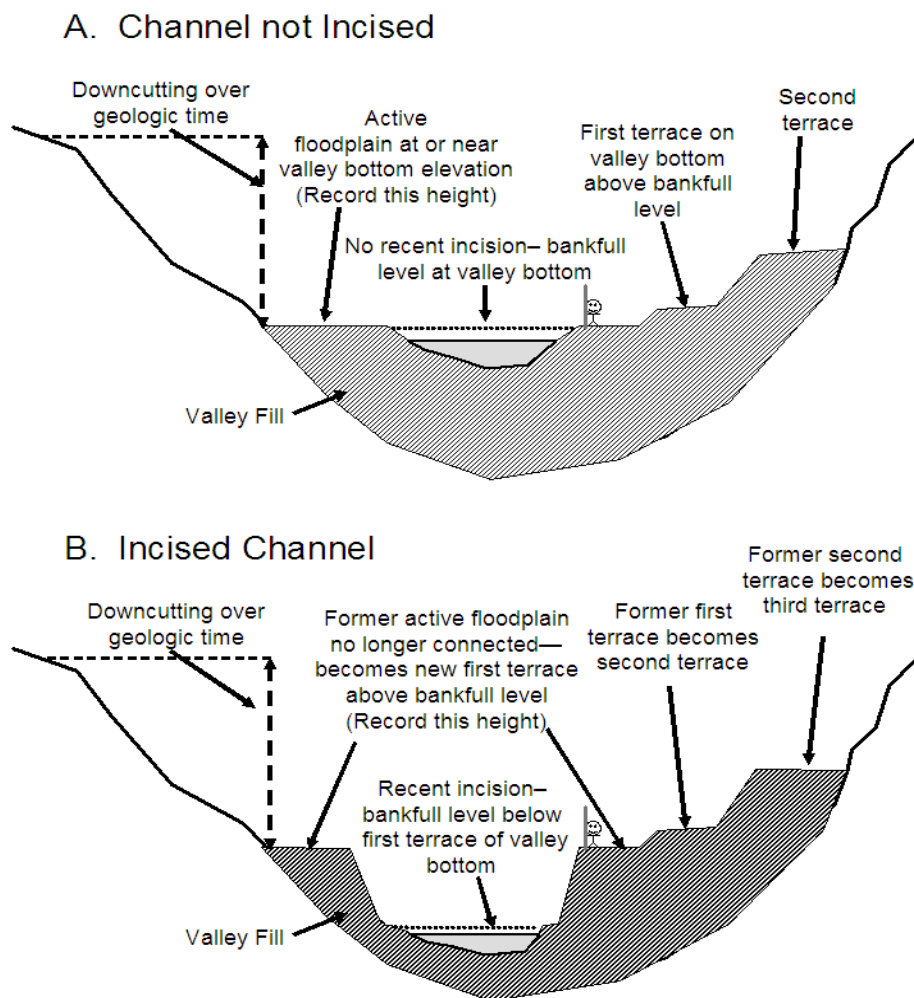 A. Channel not Incised
Downcutting over
geologic time
Active
floodplain at or near
valley bottom elevation
(Record this height)
First terrace on
valley bottom
above bankfull
level
Second
terrace
No recent incision– bankfull
level at valley bottom
Valley Fill
B. Incised Channel
Downcutting over
geologic time
Former active floodplain
no longer connected—
becomes new first terrace
above bankfull level
(Record this height)
Former first
terrace becomes
second terrace
Former second
terrace becomes
third terrace
Recent incision–
bankfull level below
first terrace of valley
bottom
Valley Fill